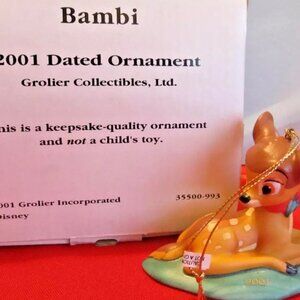 Bambi
2001 Dated Ornament
Grolier Collectibles, Ltd.
his is a keepsake-quality ornament
and not a child's toy.
001 Grolier Incorporated
35500-993
Disney
2001